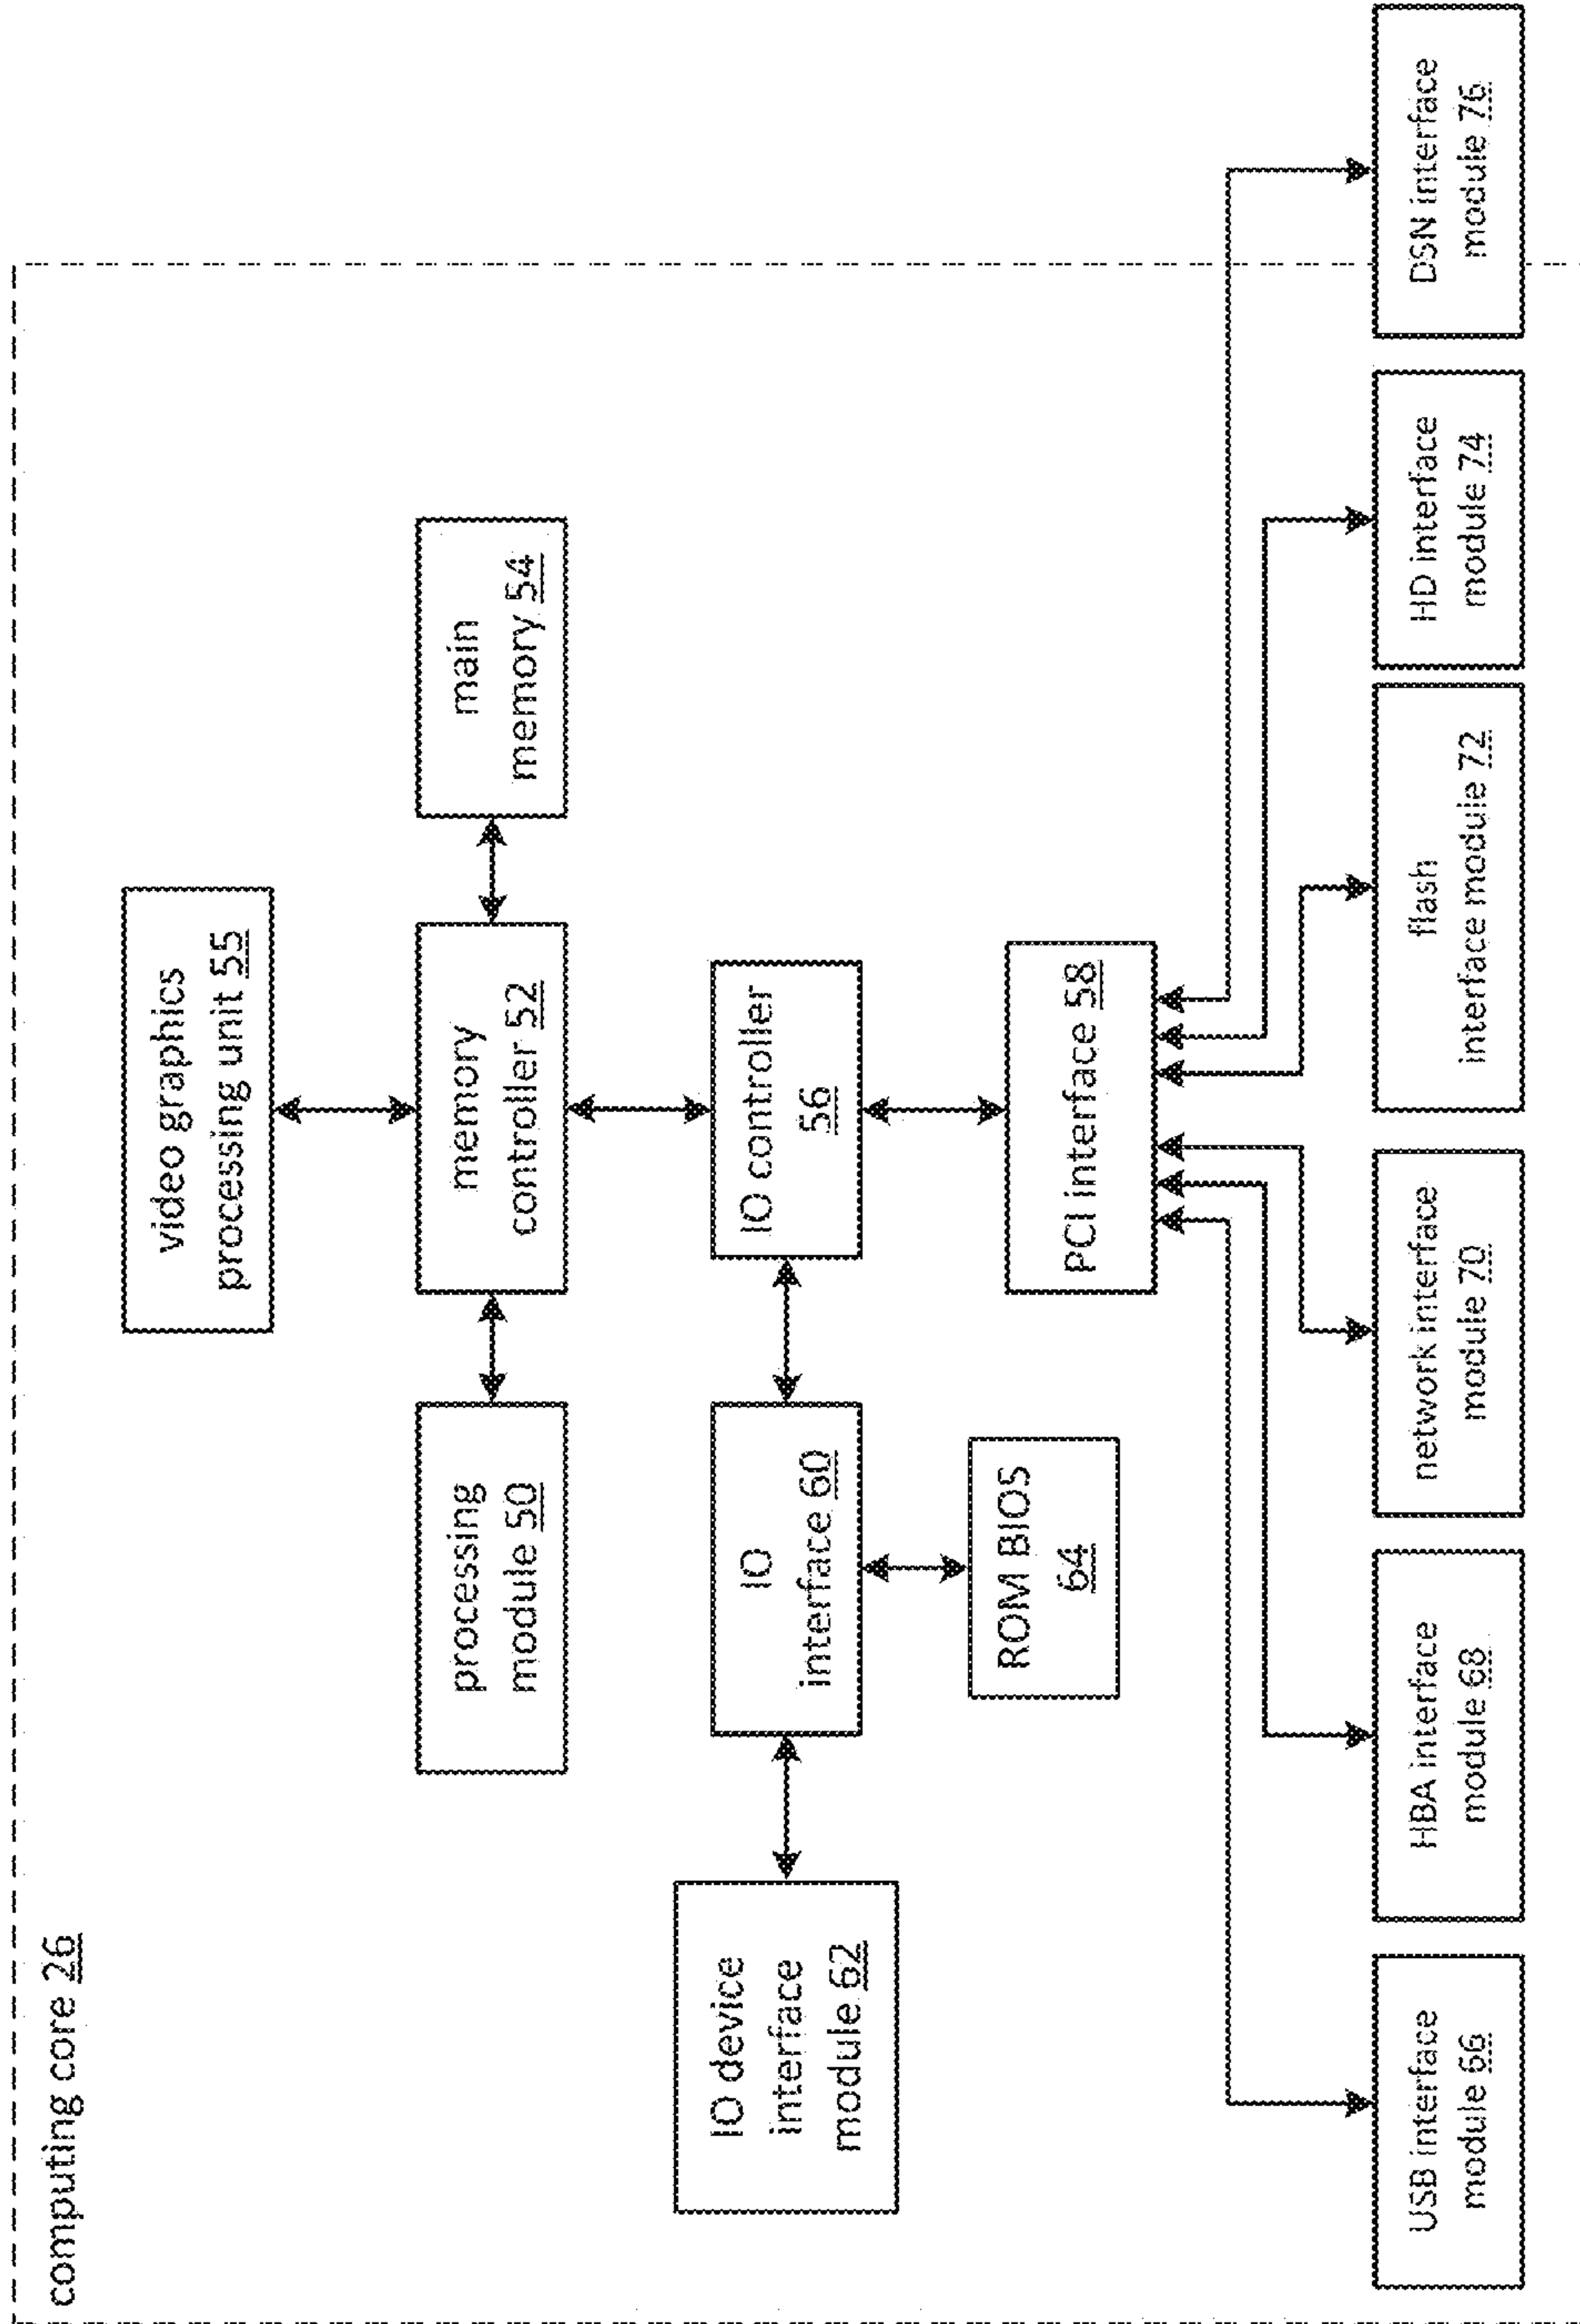 computing core 26
video graphics
processing unit 55
processing
module 50
memory
controller 52
main
memory 54
IO device
interface
module 62
IO
interface 60
IO controller
56
ROM BIOS
64
PCI interface 58
USB interface
module 66
HBA interface
module 68
network interface
module 70
flash
interface module 72
HD interface
module 74
DSN interface
module 76